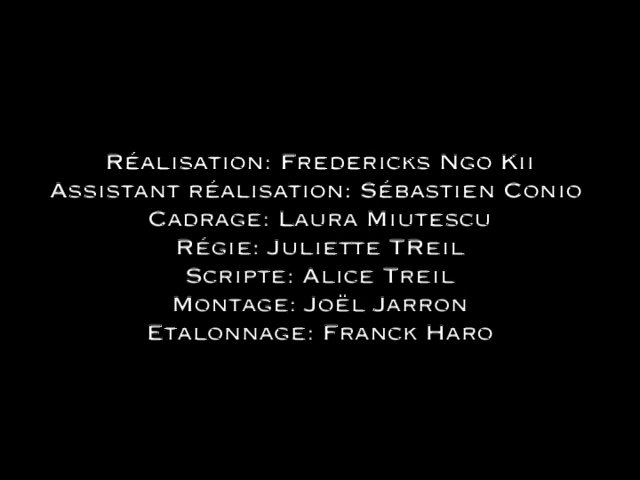 Réalisation: Fredericks Ngo Kii
Assistant réalisation: Sébastien Conio
Cadrage: Laura Miutescu
Régie: Juliette TReil
Scripte: Alice Treil
Montage: Joël Jarron
Etalonnage: Franck Haro